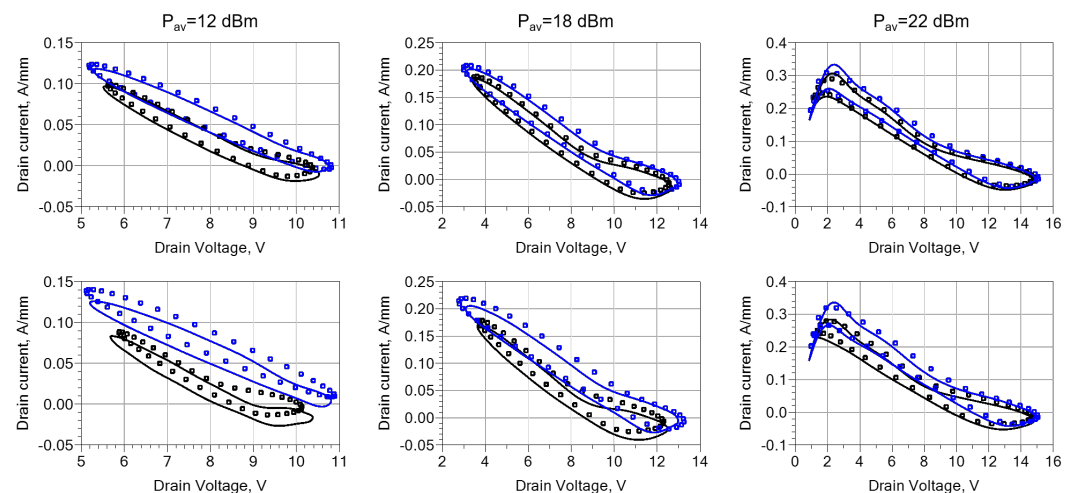 P_av=12 dBm
P_av=18 dBm
P_av=22 dBm
Drain current, A/mm
0.15
0.10
0.05
0.00
-0.05
5 6 7 8 9 10 11
Drain Voltage, V
Drain current, A/mm
0.25
0.20
0.15
0.10
0.05
0.00
-0.05
2 4 6 8 10 12 14
Drain Voltage, V
Drain current, A/mm
0.4
0.3
0.2
0.1
0.0
-0.1
0 2 4 6 8 10 12 14 16
Drain Voltage, V
Drain current, A/mm
0.15
0.10
0.05
0.00
-0.05
5 6 7 8 9 10 11
Drain Voltage, V
Drain current, A/mm
0.25
0.20
0.15
0.10
0.05
0.00
-0.05
2 4 6 8 10 12 14
Drain Voltage, V
Drain current, A/mm
0.4
0.3
0.2
0.1
0.0
-0.1
0 2 4 6 8 10 12 14 16
Drain Voltage, V